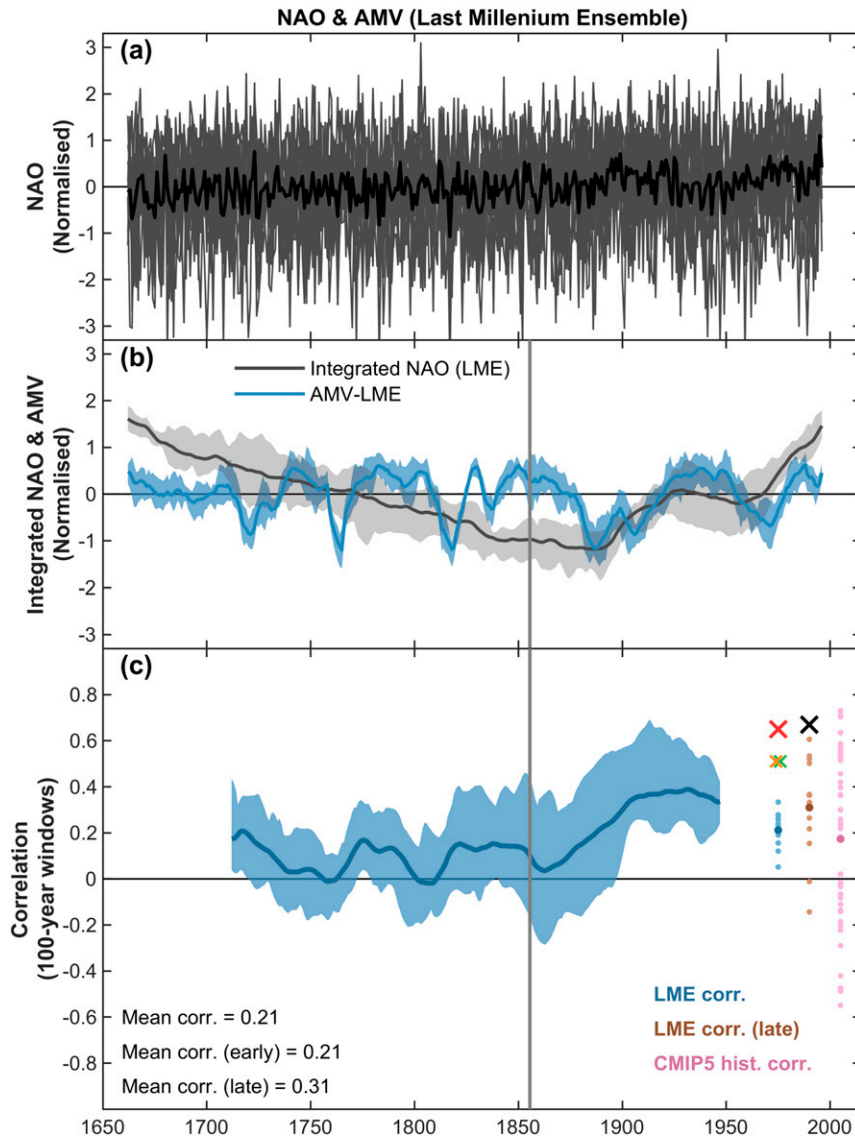 NAO & AMV (Last Millenium Ensemble)
(a)
3
2
1
0
-1
-2
-3
NAO
(Normalised)
(b)
Integrated NAO (LME)
AMV-LME
3
2
1
0
-1
-2
-3
Integrated NAO & AMV
(Normalised)
(c)
0.8
0.6
0.4
0.2
0
-0.2
-0.4
-0.6
-0.8
Correlation
(100-year windows)
LME corr.
LME corr. (late)
CMIP5 hist. corr.
Mean corr. = 0.21
Mean corr. (early) = 0.21
Mean corr. (late) = 0.31
1650 1700 1750 1800 1850 1900 1950 2000